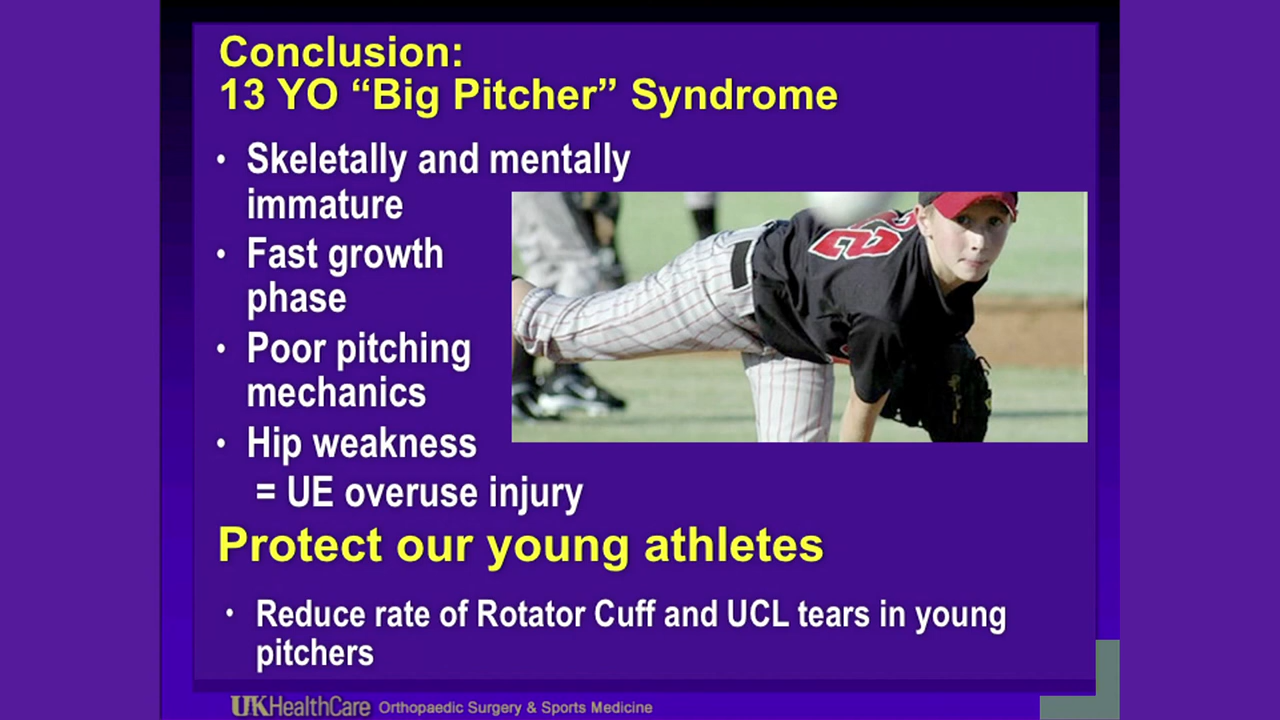 Conclusion:
13 YO “Big Pitcher” Syndrome
• Skeletally and mentally
immature
• Fast growth
phase
• Poor pitching
mechanics
• Hip weakness
= UE overuse injury
22
Protect our young athletes
• Reduce rate of Rotator Cuff and UCL tears in young
pitchers
UKHealthCare Orthopaedic Surgery & Sports Medicine